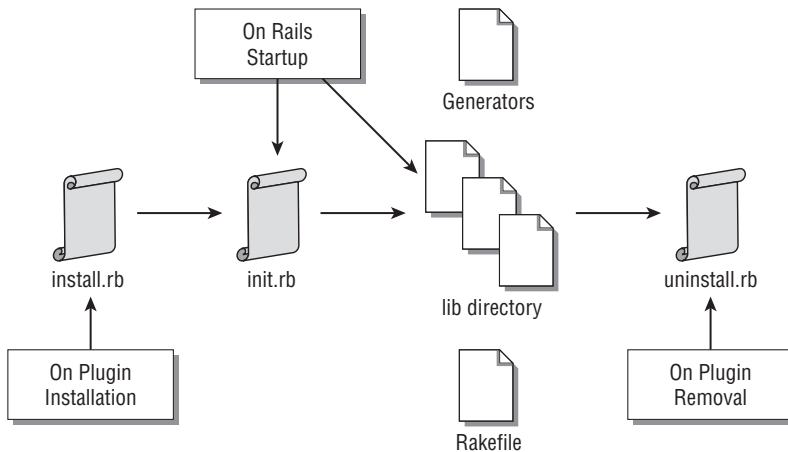 On Rails
Startup
Generators
install.rb
init.rb
lib directory
uninstall.rb
On Plugin
Installation
Rakefile
On Plugin
Removal